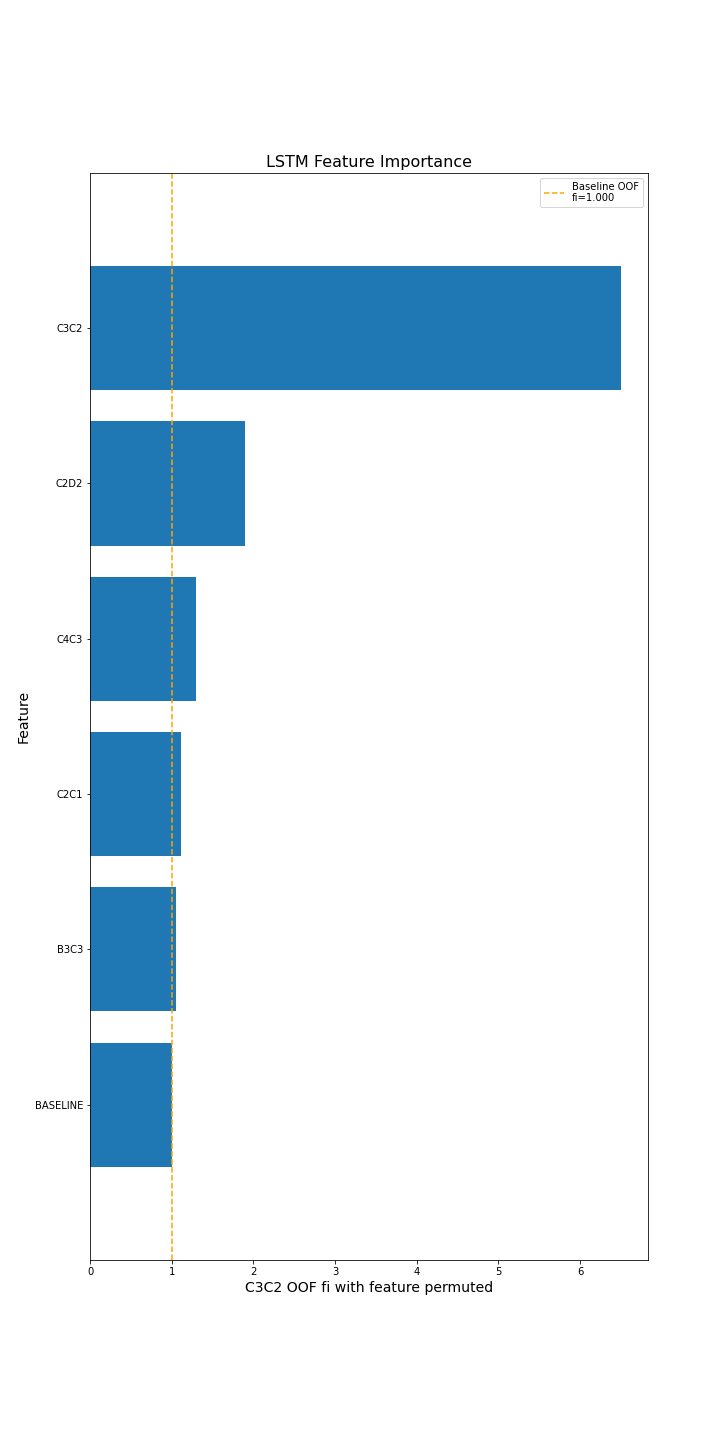 LSTM Feature Importance
Baseline OOF
fi=1.000
C3C2
C2D2
C4C3
C2C1
B3C3
BASELINE
Feature
0 1 2 3 4 5 6
C3C2 OOF fi with feature permuted